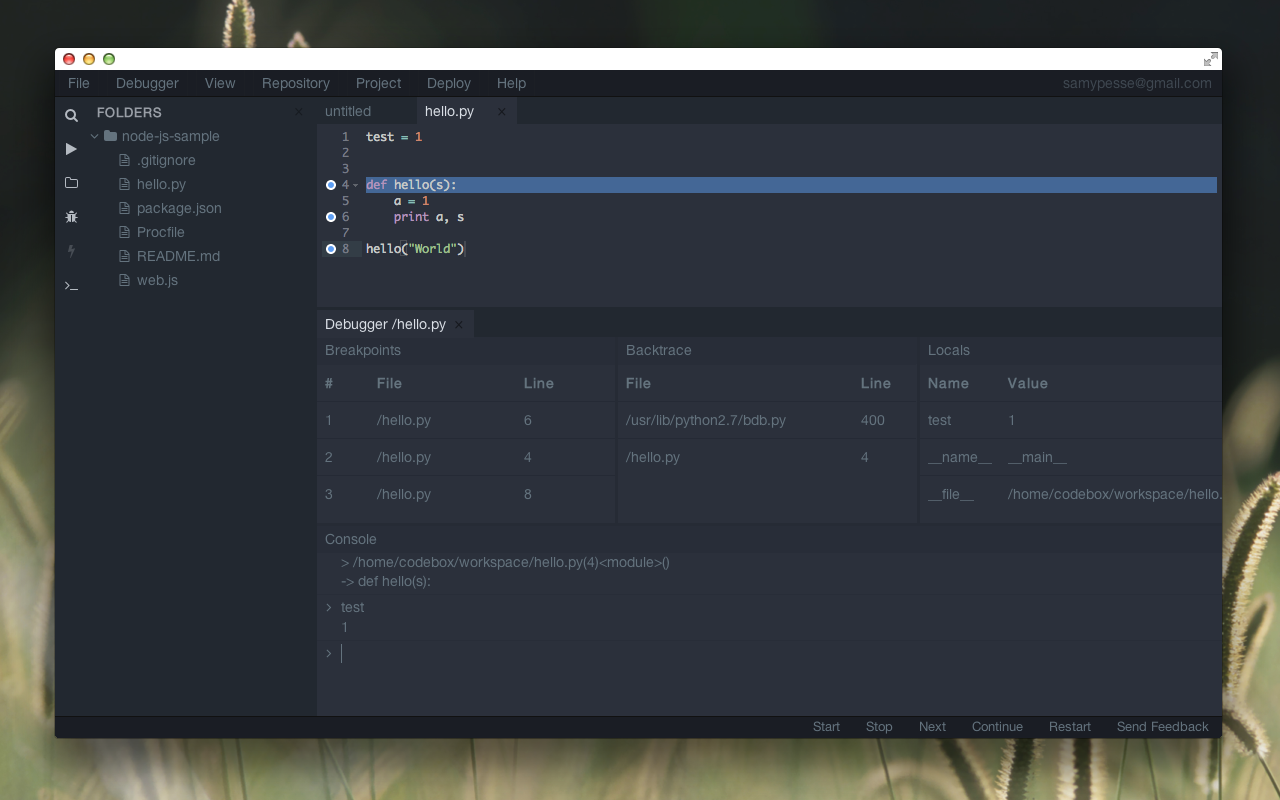 File Debugger View Repository Project Deploy Help samypesse@gmail.com
FOLDERS
node-js-sample
.gitignore
hello.py
package.json
Procfile
README.md
web.js
untitled hello.py
1 test = 1
2
3
4 def hello(s):
5 a = 1
6 print a, s
7
8 hello("World")
Debugger /hello.py
Breakpoints
# File Line
1 /hello.py 6
2 /hello.py 4
3 /hello.py 8
Backtrace
File Line
/usr/lib/python2.7/bdb.py 400
/hello.py 4
Locals
Name Value
test 1
__name__ __main__
__file__ /home/codebox/workspace/hello.
Console
> /home/codebox/workspace/hello.py(4)<module>()
-> def hello(s):
> test
1
>
Start Stop Next Continue Restart Send Feedback